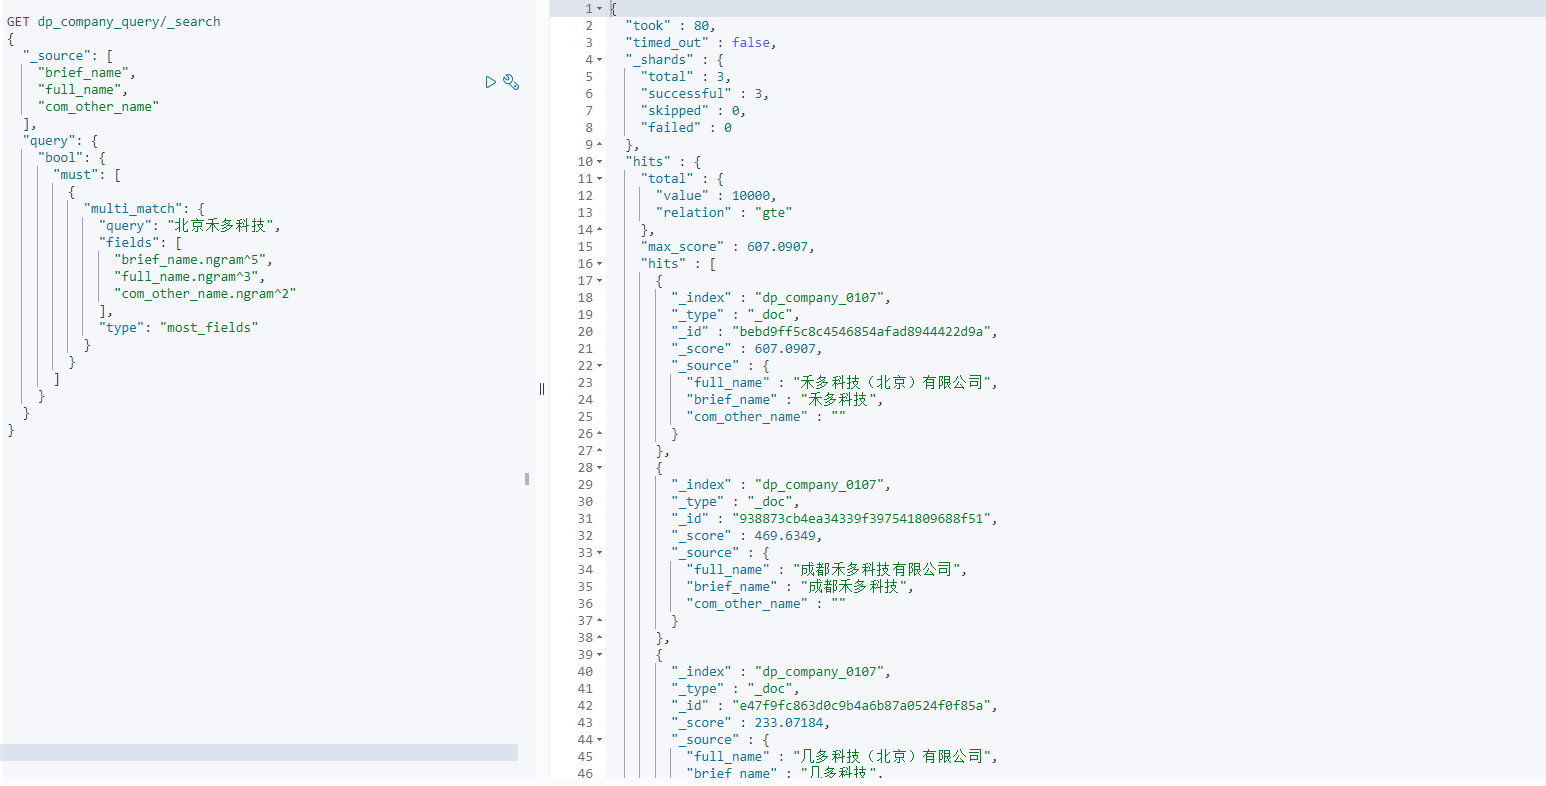 GET dp_company_query/_search
{
  "_source": [
    "brief_name",
    "full_name",
    "com_other_name"
  ],
  "query": {
    "bool": {
      "must": [
        {
          "multi_match": {
            "query": "北京禾多科技",
            "fields": [
              "brief_name.ngram^5",
              "full_name.ngram^3",
              "com_other_name.ngram^2"
            ],
            "type": "most_fields"
          }
        }
      ]
    }
  }
}
1 {
2 "took" : 80,
3 "timed_out" : false,
4 "_shards" : {
5 "total" : 3,
6 "successful" : 3,
7 "skipped" : 0,
8 "failed" : 0
9 },
10 "hits" : {
11 "total" : {
12 "value" : 10000,
13 "relation" : "gte"
14 },
15 "max_score" : 607.0907,
16 "hits" : [
17 {
18 "_index" : "dp_company_0107",
19 "_type" : "_doc",
20 "_id" : "bebd9ff5c8c4546854afad8944422d9a",
21 "_score" : 607.0907,
22 "_source" : {
23 "full_name" : "禾多科技（北京）有限公司",
24 "brief_name" : "禾多科技",
25 "com_other_name" : ""
26 }
27 },
28 {
29 "_index" : "dp_company_0107",
30 "_type" : "_doc",
31 "_id" : "938873cb4ea34339f397541809688f51",
32 "_score" : 469.6349,
33 "_source" : {
34 "full_name" : "成都禾多科技有限公司",
35 "brief_name" : "成都禾多科技",
36 "com_other_name" : ""
37 }
38 },
39 {
40 "_index" : "dp_company_0107",
41 "_type" : "_doc",
42 "_id" : "e47f9fc863d0c9b4a6b87a0524f0f85a",
43 "_score" : 233.07184,
44 "_source" : {
45 "full_name" : "几多科技（北京）有限公司",
46 "brief_name" : "几多科技",